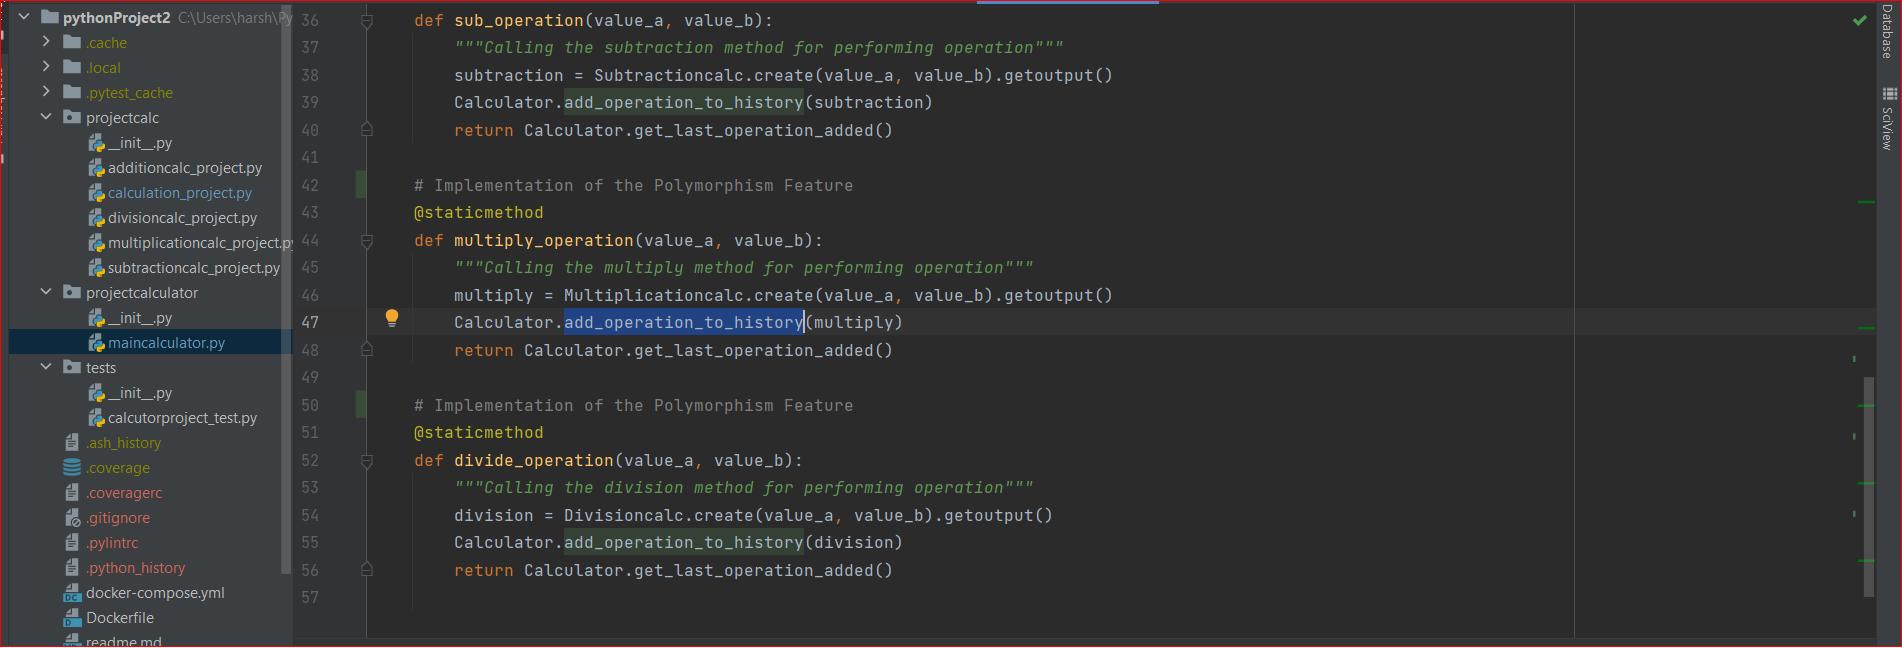 pythonProject2 C:\Users\harsh\Py
.cache
.local
.pytest_cache
projectcalc
__init__.py
additioncalc_project.py
calculation_project.py
divisioncalc_project.py
multiplicationcalc_project.py
subtractioncalc_project.py
projectcalculator
__init__.py
maincalculator.py
tests
__init__.py
calcutorproject_test.py
.ash_history
.coverage
.coveragerc
.gitignore
.pylintrc
.python_history
docker-compose.yml
Dockerfile
readme.md
36 def sub_operation(value_a, value_b):
37 """Calling the subtraction method for performing operation"""
38 subtraction = Subtractioncalc.create(value_a, value_b).getoutput()
39 Calculator.add_operation_to_history(subtraction)
40 return Calculator.get_last_operation_added()
41
42 # Implementation of the Polymorphism Feature
43 @staticmethod
44 def multiply_operation(value_a, value_b):
45 """Calling the multiply method for performing operation"""
46 multiply = Multiplicationcalc.create(value_a, value_b).getoutput()
47 Calculator.add_operation_to_history(multiply)
48 return Calculator.get_last_operation_added()
49
50 # Implementation of the Polymorphism Feature
51 @staticmethod
52 def divide_operation(value_a, value_b):
53 """Calling the division method for performing operation"""
54 division = Divisioncalc.create(value_a, value_b).getoutput()
55 Calculator.add_operation_to_history(division)
56 return Calculator.get_last_operation_added()
57
Database
SciView